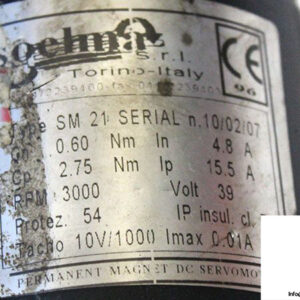 s.r.l.
Torino-Italy
CE
96
Type SM 21 SERIAL n.10/02/07
0.60 Nm In 4.8 A
Cp 2.75 Nm Ip 15.5 A
RPM 3000 Volt 39
Protez. 54 IP insul. cl.
Tacho 10V/1000 Imax 0.01A
PERMANENT MAGNET DC SERVOMO